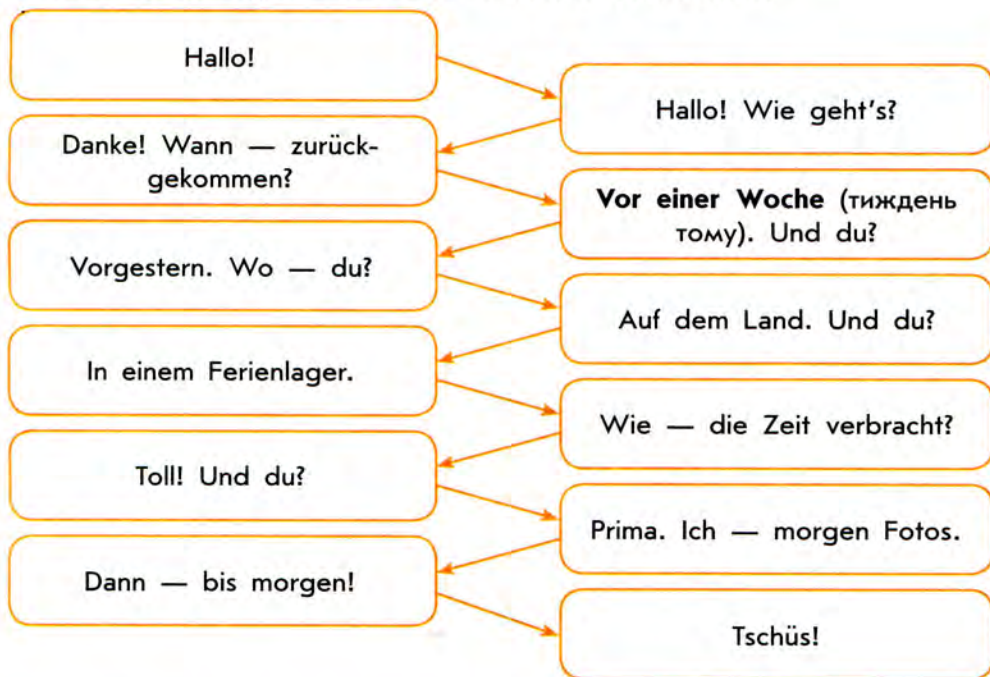 Hallo!
Hallo! Wie geht's?
Danke! Wann — zurück-
gekommen?
Vor einer Woche (тиждень
тому). Und du?
Vorgestern. Wo — du?
Auf dem Land. Und du?
In einem Ferienlager.
Wie — die Zeit verbracht?
Toll! Und du?
Prima. Ich — morgen Fotos.
Dann — bis morgen!
Tschüs!